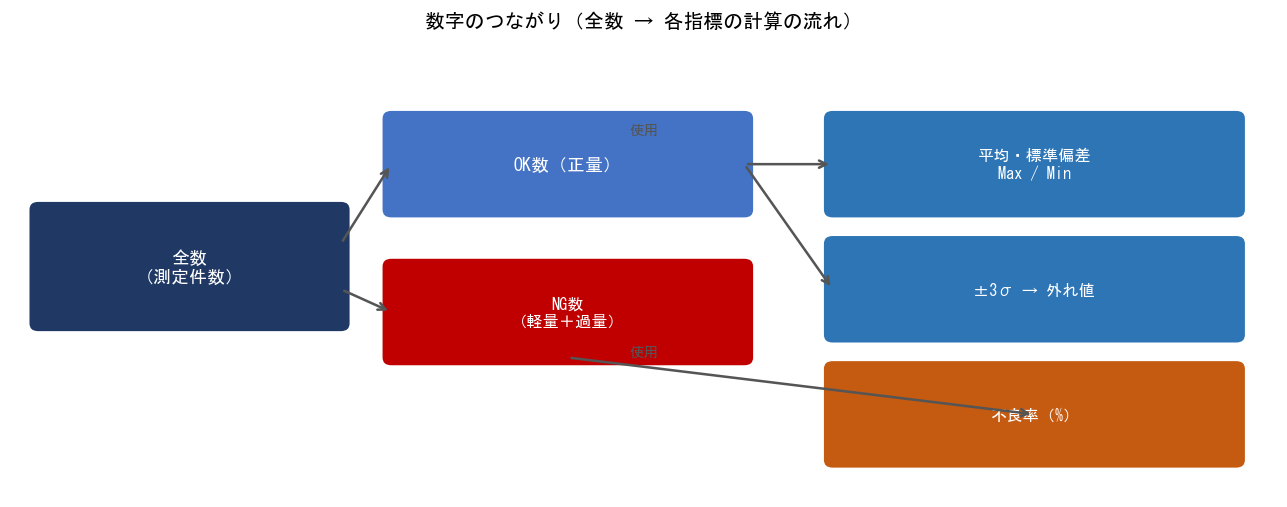 数字のつながり（全数 → 各指標の計算の流れ）
全数
（測定件数）
使用
OK数（正量）
NG数
（軽量＋過量）
使用
平均・標準偏差
Max / Min
±3σ → 外れ値
不良率（%）